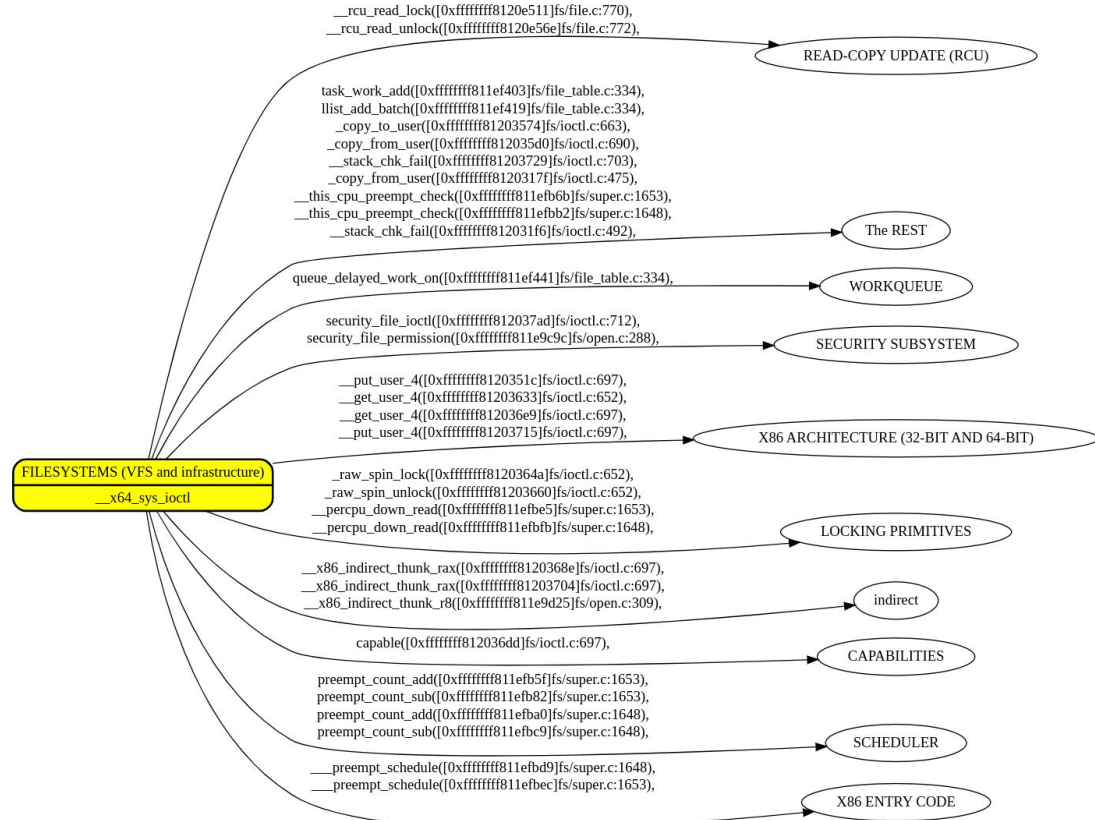 __rcu_read_lock([0xffffffff8120e511]fs/file.c:770),
__rcu_read_unlock([0xffffffff8120e56e]fs/file.c:772),
READ-COPY UPDATE (RCU)
task_work_add([0xffffffff811ef403]fs/file_table.c:334),
llist_add_batch([0xffffffff811ef419]fs/file_table.c:334),
_copy_to_user([0xffffffff81203574]fs/ioctl.c:663),
_copy_from_user([0xffffffff812035d0]fs/ioctl.c:690),
__stack_chk_fail([0xffffffff81203729]fs/ioctl.c:703),
_copy_from_user([0xffffffff8120317f]fs/ioctl.c:475),
__this_cpu_preempt_check([0xffffffff811efb6b]fs/super.c:1653),
__this_cpu_preempt_check([0xffffffff811efbb2]fs/super.c:1648),
__stack_chk_fail([0xffffffff812031f6]fs/ioctl.c:492),
The REST
queue_delayed_work_on([0xffffffff811ef441]fs/file_table.c:334),
WORKQUEUE
security_file_ioctl([0xffffffff812037ad]fs/ioctl.c:712),
security_file_permission([0xffffffff811e9c9c]fs/open.c:288),
SECURITY SUBSYSTEM
__put_user_4([0xffffffff8120351c]fs/ioctl.c:697),
__get_user_4([0xffffffff81203633]fs/ioctl.c:652),
__get_user_4([0xffffffff812036e9]fs/ioctl.c:697),
__put_user_4([0xffffffff81203715]fs/ioctl.c:697),
X86 ARCHITECTURE (32-BIT AND 64-BIT)
FILESYSTEMS (VFS and infrastructure)
__x64_sys_ioctl
_raw_spin_lock([0xffffffff8120364a]fs/ioctl.c:652),
_raw_spin_unlock([0xffffffff81203660]fs/ioctl.c:652),
__percpu_down_read([0xffffffff811efbe5]fs/super.c:1653),
__percpu_down_read([0xffffffff811efbfb]fs/super.c:1648),
LOCKING PRIMITIVES
__x86_indirect_thunk_rax([0xffffffff8120368e]fs/ioctl.c:697),
__x86_indirect_thunk_rax([0xffffffff81203704]fs/ioctl.c:697),
__x86_indirect_thunk_r8([0xffffffff811e9d25]fs/open.c:309),
indirect
capable([0xffffffff812036dd]fs/ioctl.c:697),
CAPABILITIES
preempt_count_add([0xffffffff811efb5f]fs/super.c:1653),
preempt_count_sub([0xffffffff811efb82]fs/super.c:1653),
preempt_count_add([0xffffffff811efba0]fs/super.c:1648),
preempt_count_sub([0xffffffff811efbc9]fs/super.c:1648),
SCHEDULER
___preempt_schedule([0xffffffff811efbd9]fs/super.c:1648),
___preempt_schedule([0xffffffff811efbec]fs/super.c:1653),
X86 ENTRY CODE